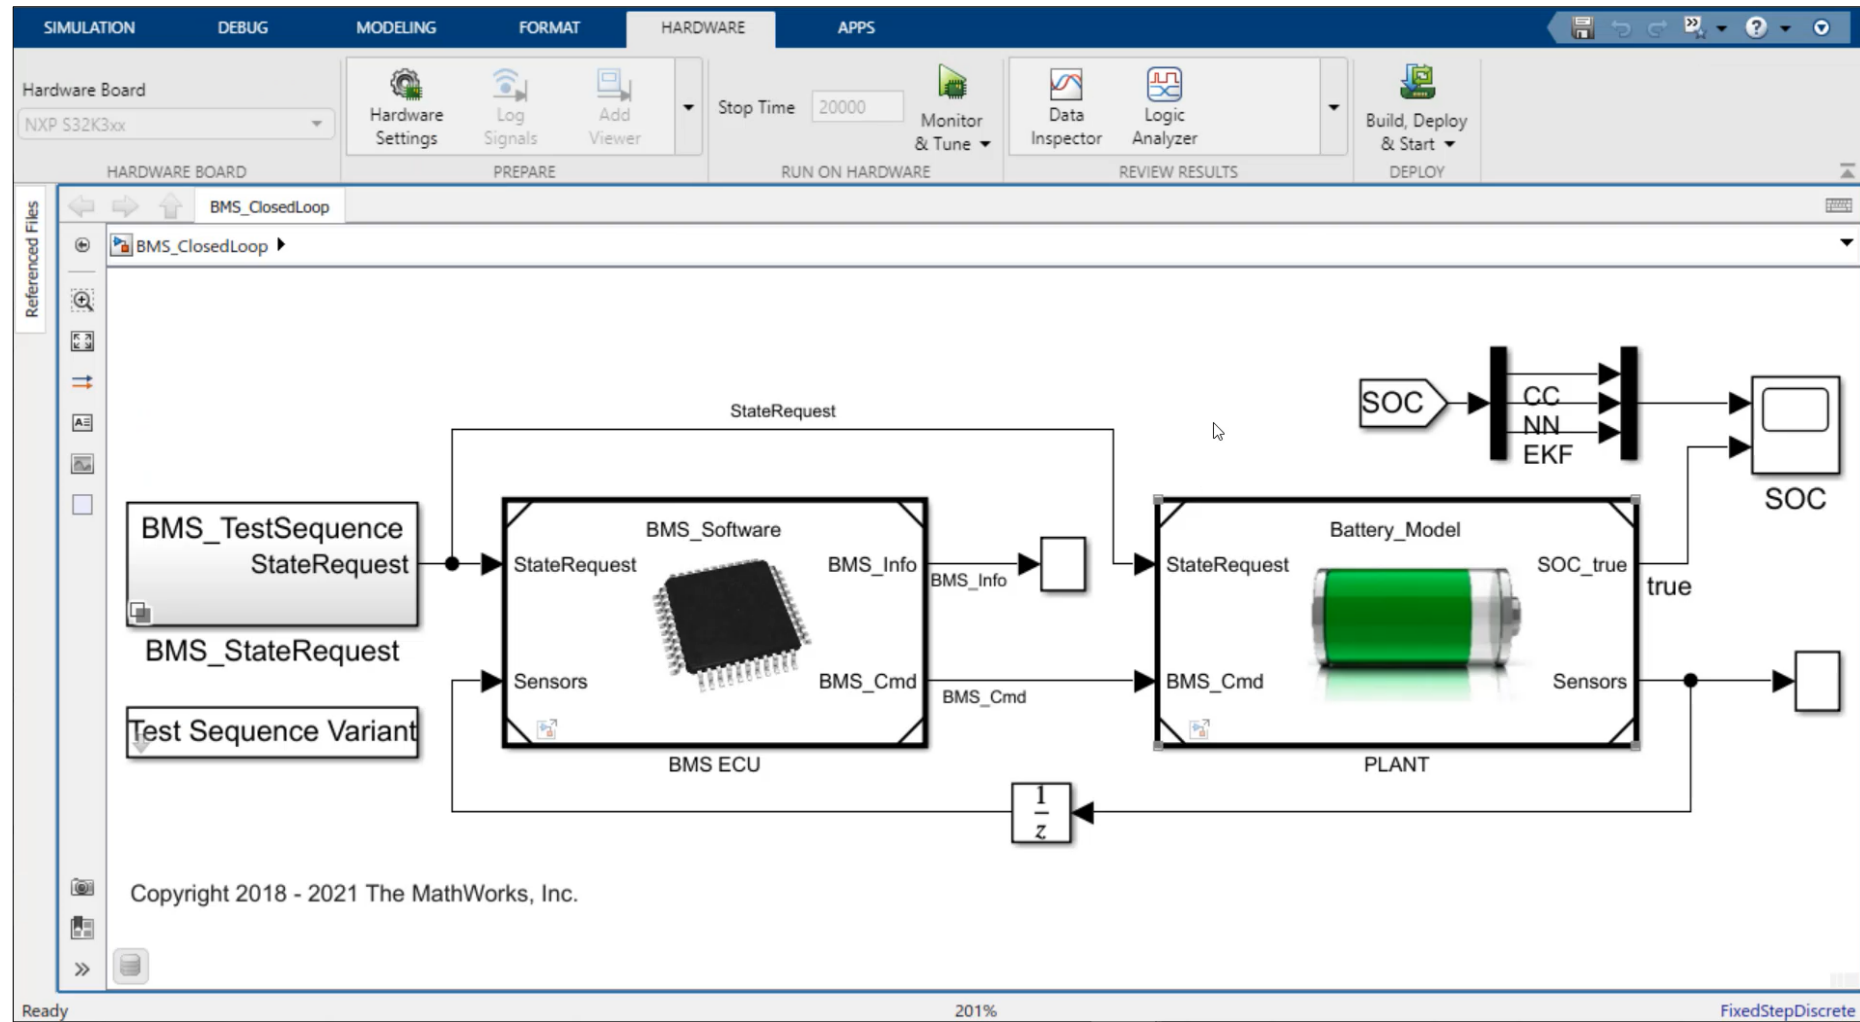 SIMULATION DEBUG MODELING FORMAT HARDWARE APPS
Hardware Board
NXP S32K3xx
HARDWARE BOARD
Hardware
Settings
Log
Signals
Add
Viewer
PREPARE
Stop Time 20000
Monitor
& Tune
RUN ON HARDWARE
Data
Inspector
Logic
Analyzer
REVIEW RESULTS
Build, Deploy
& Start
DEPLOY
Referenced Files
BMS_ClosedLoop
BMS_ClosedLoop
StateRequest
SOC
CC
NN
EKF
SOC
BMS_TestSequence
StateRequest
BMS_StateRequest
Test Sequence Variant
BMS_Software
StateRequest
BMS_Info
Sensors
BMS_Cmd
BMS ECU
BMS_Info
BMS_Cmd
Battery_Model
StateRequest
SOC_true
BMS_Cmd
Sensors
PLANT
true
1
z
Copyright 2018 - 2021 The MathWorks, Inc.
Ready 201% FixedStepDiscrete